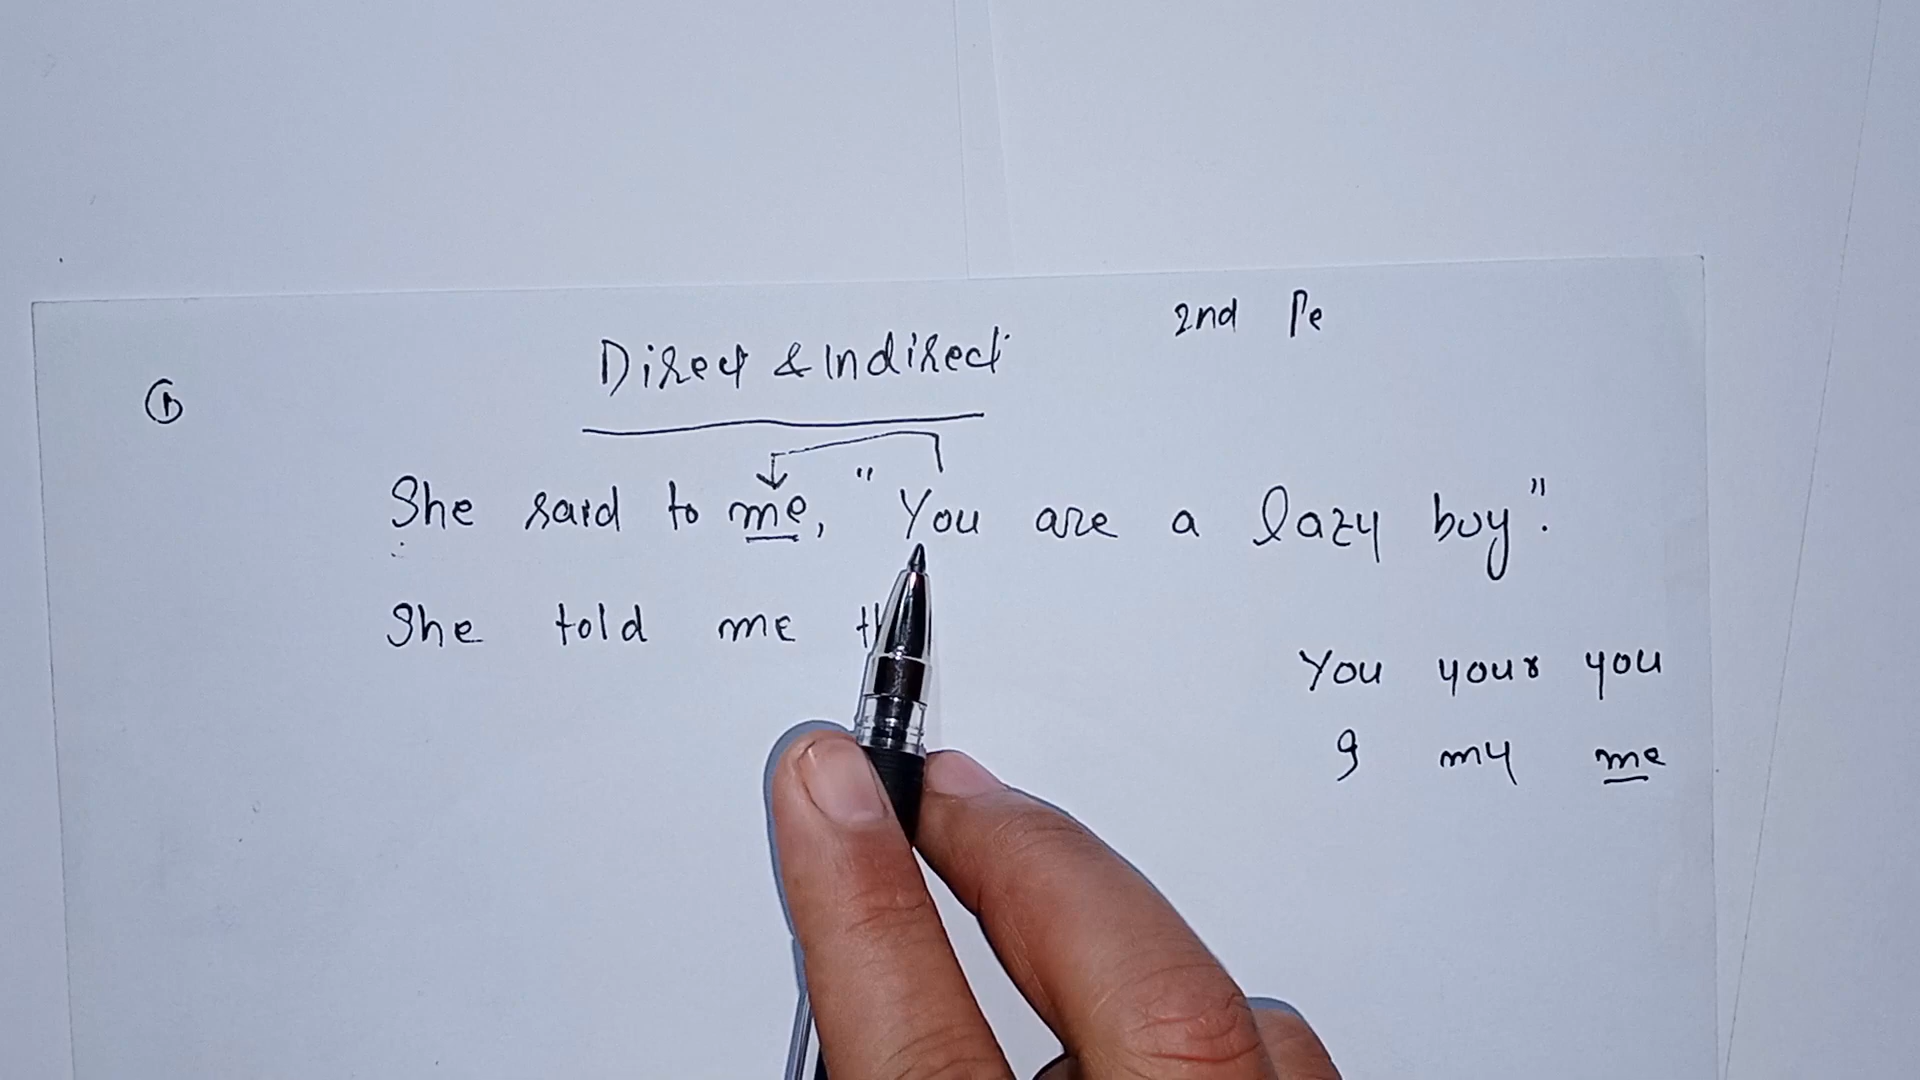 2nd Pe
Direct & Indirect
①
She said to me, "You are a lazy boy".
She told me
You your you
I my me